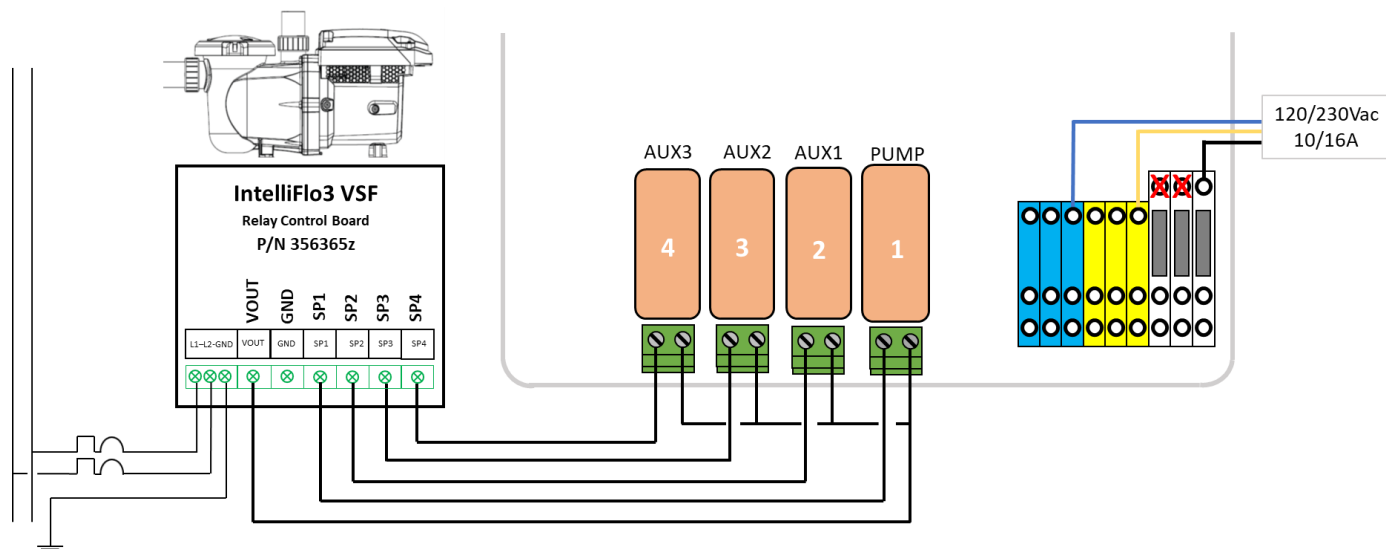 120/230Vac
10/16A
AUX3 AUX2 AUX1 PUMP
IntelliFlo3 VSF
Relay Control Board
P/N 356365z
4 3 2 1
VOUT GND SP1 SP2 SP3 SP4
L1–L2-GND VOUT GND SP1 SP2 SP3 SP4